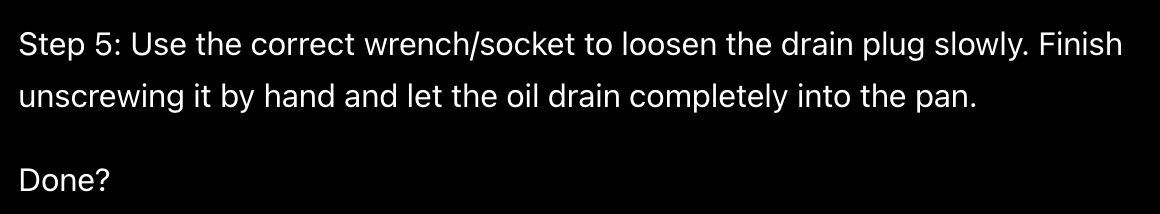 Step 5: Use the correct wrench/socket to loosen the drain plug slowly. Finish
unscrewing it by hand and let the oil drain completely into the pan.
Done?